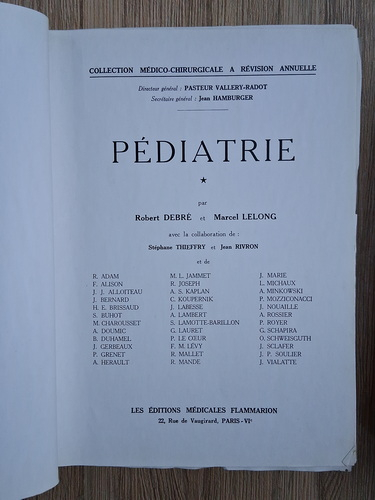 COLLECTION MÉDICO-CHIRURGICALE A RÉVISION ANNUELLE
Directeur général : PASTEUR VALLERY-RADOT
Secrétaire général : Jean HAMBURGER
PÉDIATRIE
★
par
Robert DEBRÉ et Marcel LELONG
avec la collaboration de :
Stéphane THIEFFRY et Jean RIVRON
et de
R. ADAM
F. ALISON
J. J. ALLOITEAU
J. BERNARD
H. E. BRISSAUD
S. BUHOT
M. CHAROUSSET
A. DOUMIC
B. DUHAMEL
J. GERBEAUX
P. GRENET
A. HERAULT
M. L. JAMMET
R. JOSEPH
A. S. KAPLAN
C. KOUPERNIK
J. LABESSE
A. LAMBERT
S. LAMOTTE-BARILLON
G. LAURET
P. LE CŒUR
F. M. LÉVY
R. MALLET
R. MANDE
J. MARIE
L. MICHAUX
A. MINKOWSKI
P. MOZZICONACCI
J. NOUAILLE
A. ROSSIER
P. ROYER
G. SCHAPIRA
O. SCHWEISGUTH
J. SCLAFER
J. P. SOULIER
J. VIALATTE
LES ÉDITIONS MÉDICALES FLAMMARION
22, Rue de Vaugirard, PARIS-VIᵉ